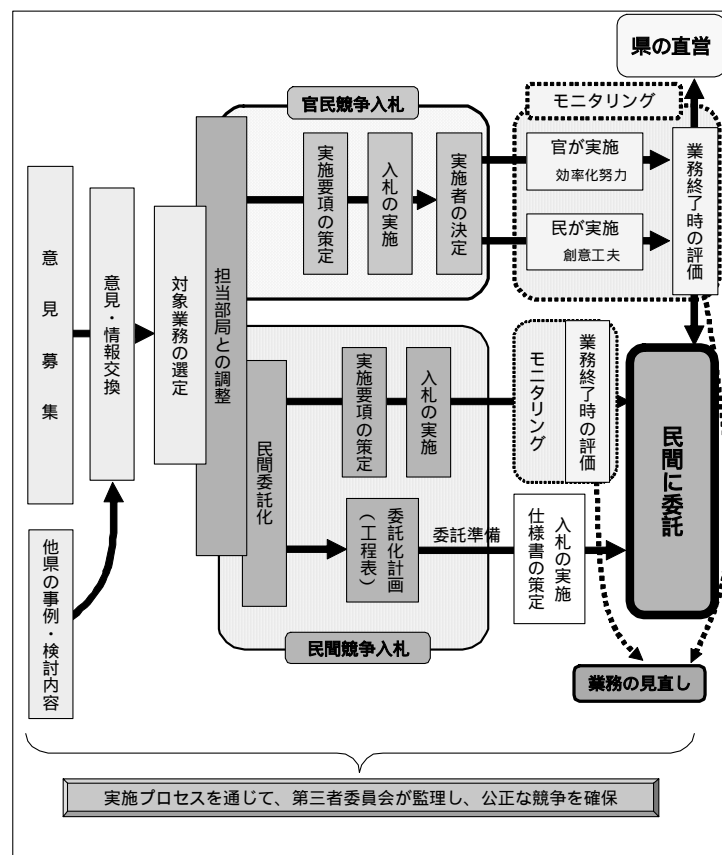 県の直営
官民競争入札
モニタリング
実施要項の策定
入札の実施
実施者の決定
官が実施
効率化努力
民が実施
創意工夫
業務終了時の評価
意見募集
意見・情報交換
対象業務の選定
担当部局との調整
民間委託化
実施要項の策定
入札の実施
モニタリング
業務終了時の評価
民間に委託
委託化計画
(工程表)
委託準備
入札の実施
仕様書の策定
他県の事例・検討内容
民間競争入札
業務の見直し
実施プロセスを通じて、第三者委員会が監理し、公正な競争を確保